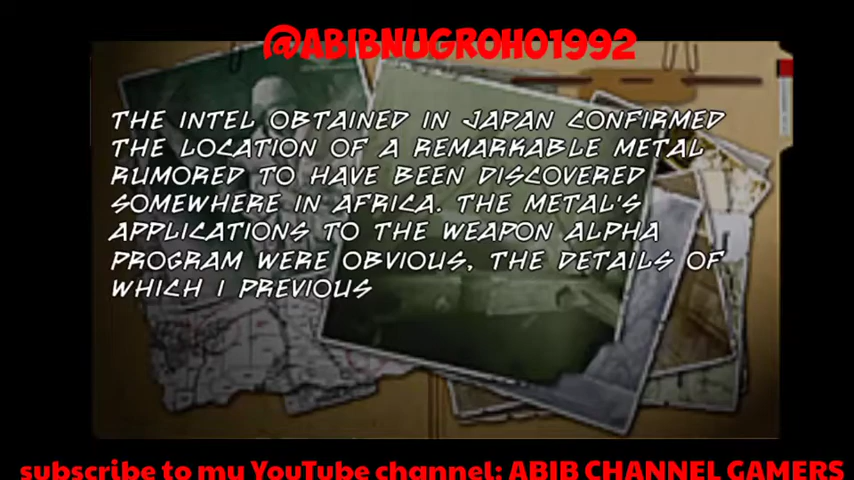 @ABIBNUGROHO1992
THE INTEL OBTAINED IN JAPAN CONFIRMED
THE LOCATION OF A REMARKABLE METAL
RUMORED TO HAVE BEEN DISCOVERED
SOMEWHERE IN AFRICA. THE METAL'S
APPLICATIONS TO THE WEAPON ALPHA
PROGRAM WERE OBVIOUS, THE DETAILS OF
WHICH I PREVIOUS
subscribe to my YouTube channel: ABIB CHANNEL GAMERS